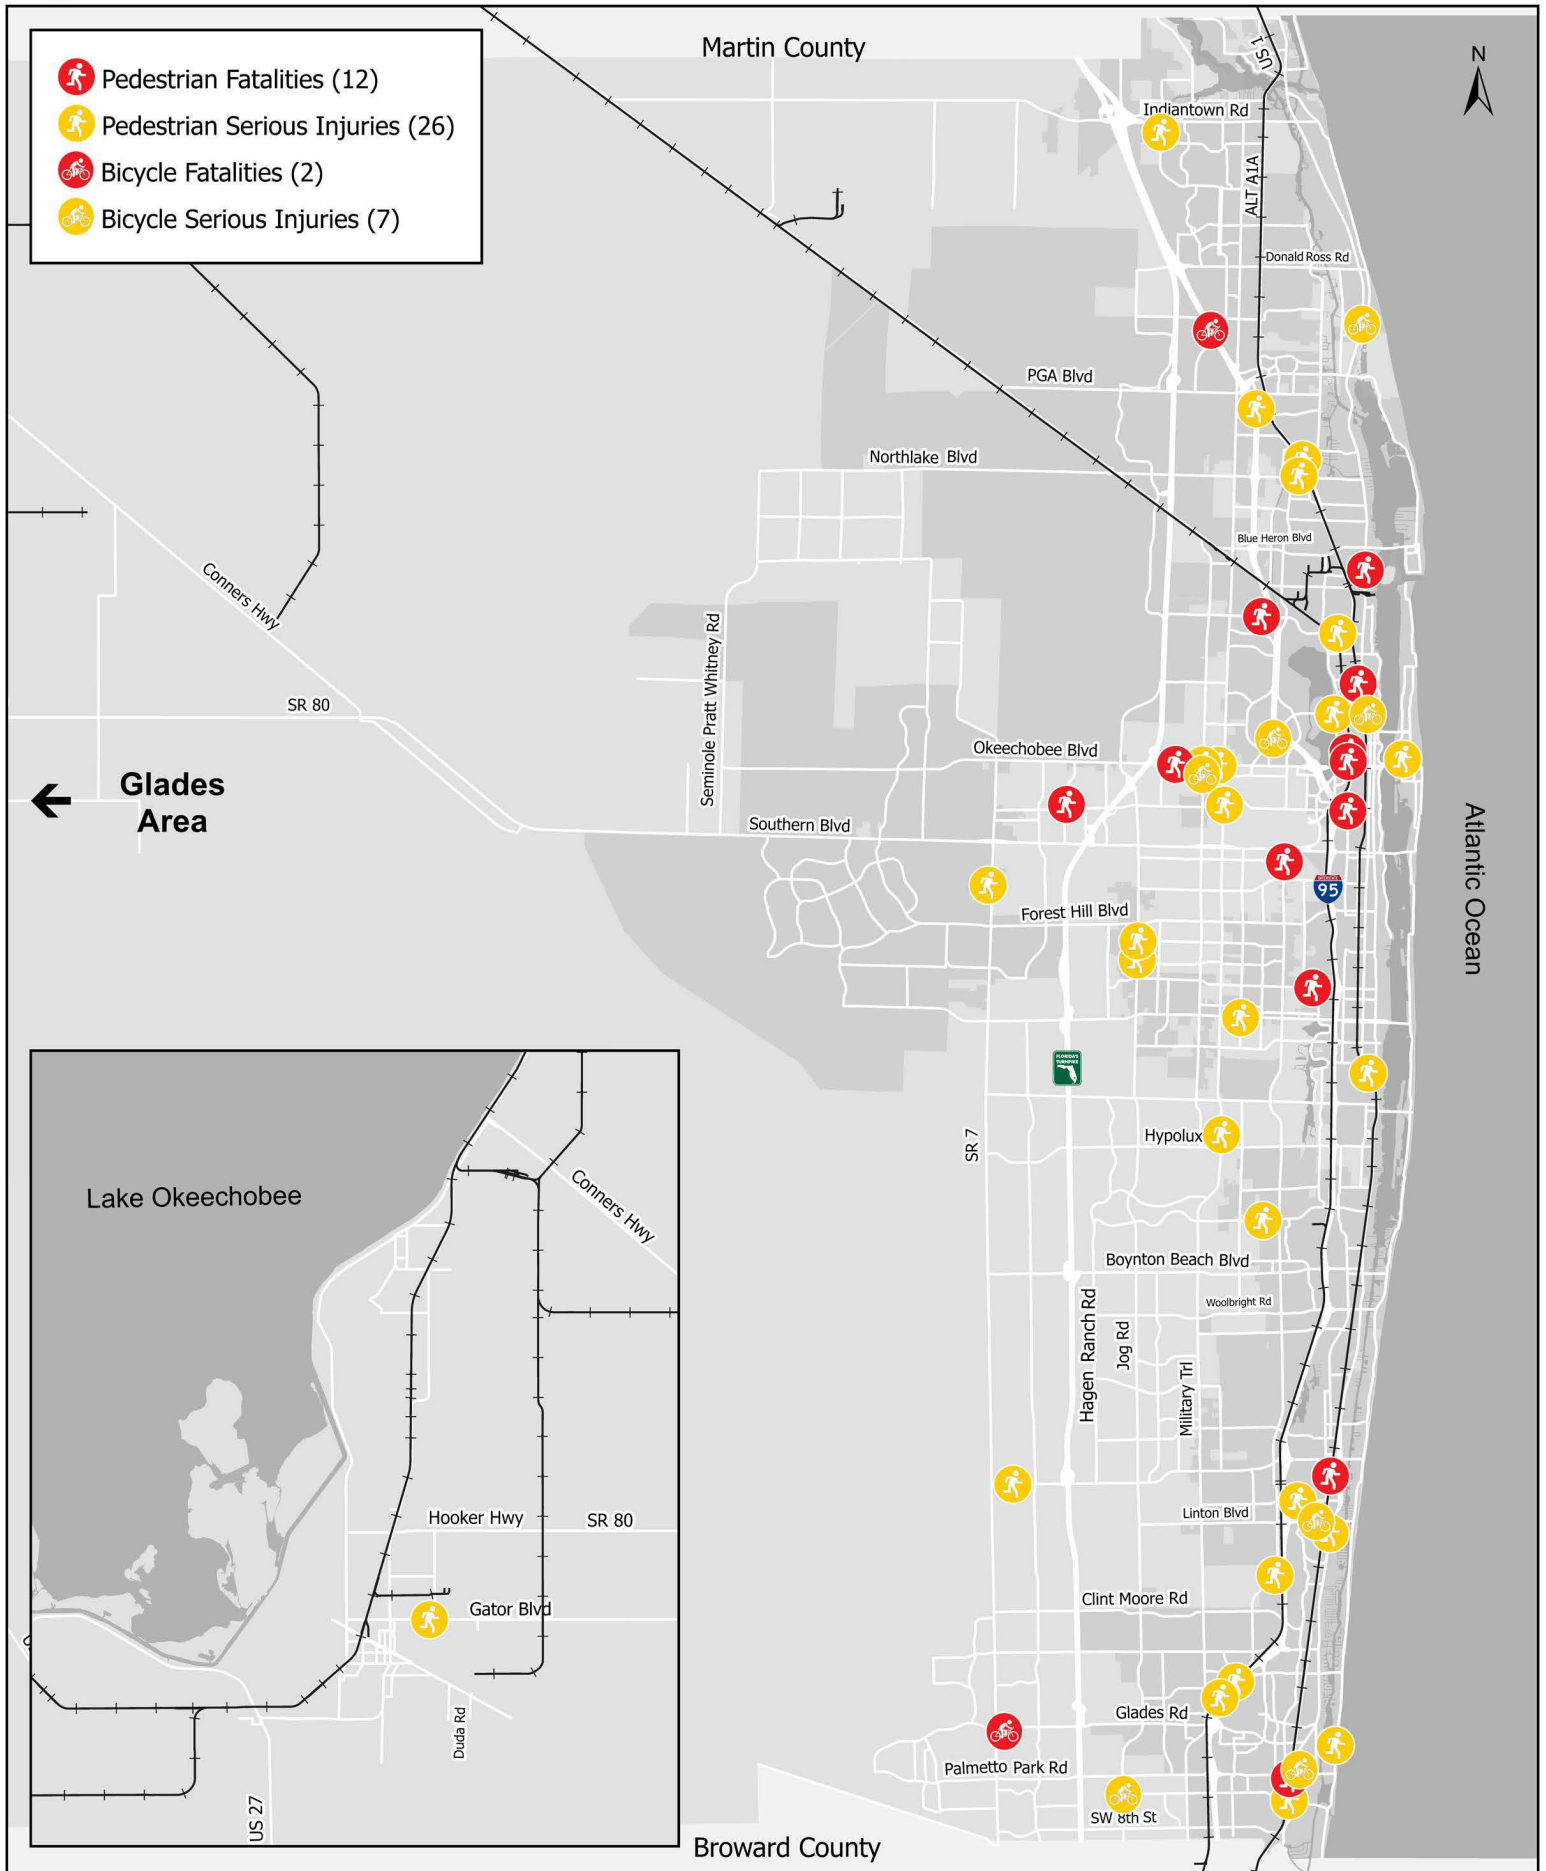 Martin County
N
US 1
Pedestrian Fatalities (12)
Pedestrian Serious Injuries (26)
Bicycle Fatalities (2)
Bicycle Serious Injuries (7)
Indiantown Rd
ALT A1A
Donald Ross Rd
PGA Blvd
Northlake Blvd
Blue Heron Blvd
Conners Hwy
Seminole Pratt Whitney Rd
SR 80
Okeechobee Blvd
Glades
Area
Southern Blvd
Atlantic Ocean
95
Forest Hill Blvd
FLORIDA'S
TURNPIKE
SR 7
Hypolux
Lake Okeechobee
Conners Hwy
Boynton Beach Blvd
Woolbright Rd
Hagen Ranch Rd
Jog Rd
Military Trl
Hooker Hwy
SR 80
Linton Blvd
Gator Blvd
Clint Moore Rd
Duda Rd
Glades Rd
Palmetto Park Rd
US 27
SW 8th St
Broward County